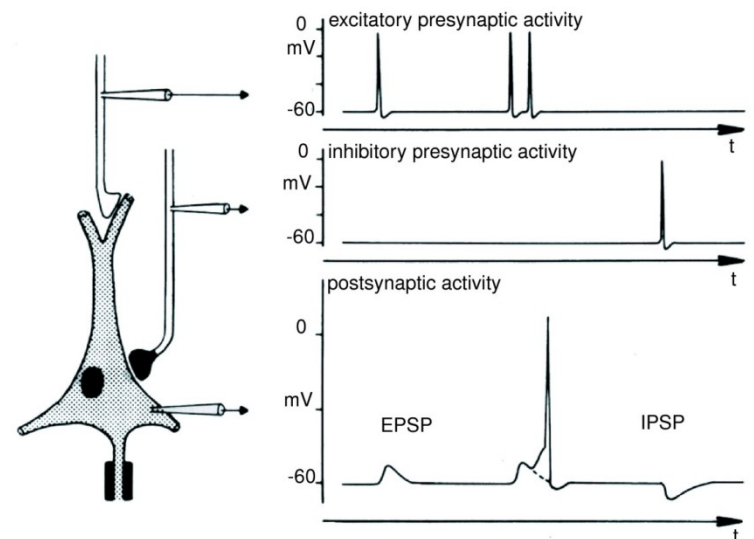 0 excitatory presynaptic activity
mV
-60
t
0 inhibitory presynaptic activity
mV
-60
t
postsynaptic activity
0
mV
EPSP IPSP
-60
t